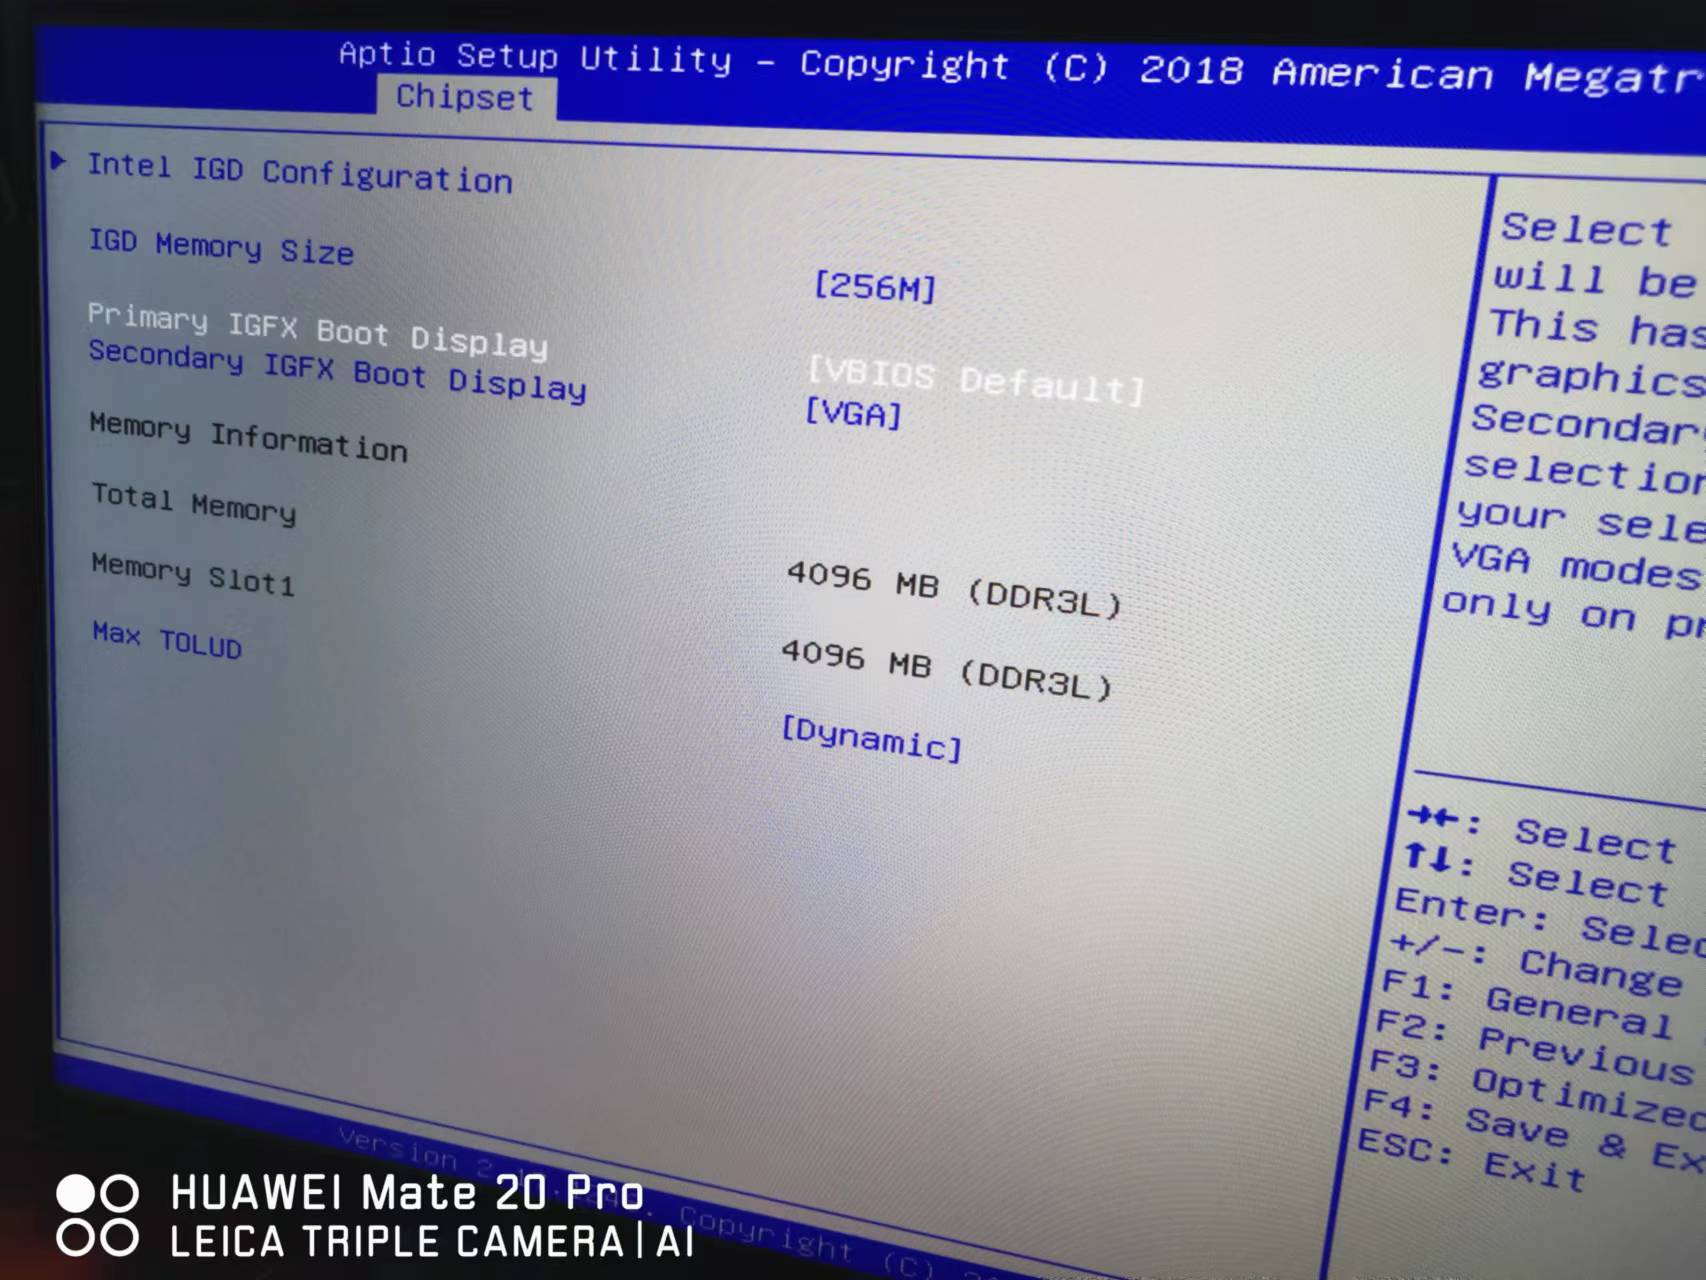 Aptio Setup Utility - Copyright (C) 2018 American Megatr
Chipset
Intel IGD Configuration
IGD Memory Size [256M]
Primary IGFX Boot Display [VBIOS Default]
Secondary IGFX Boot Display [VGA]
Memory Information
Total Memory 4096 MB (DDR3L)
Memory Slot1 4096 MB (DDR3L)
Max TOLUD [Dynamic]
Select
will be
This has
graphics
Secondary
selection
your sele
VGA modes
only on pr
→←: Select
↑↓: Select
Enter: Selec
+/-: Change
F1: General
F2: Previous
F3: Optimized
F4: Save & Ex
ESC: Exit
Version Copyright (C)
HUAWEI Mate 20 Pro
LEICA TRIPLE CAMERA | AI